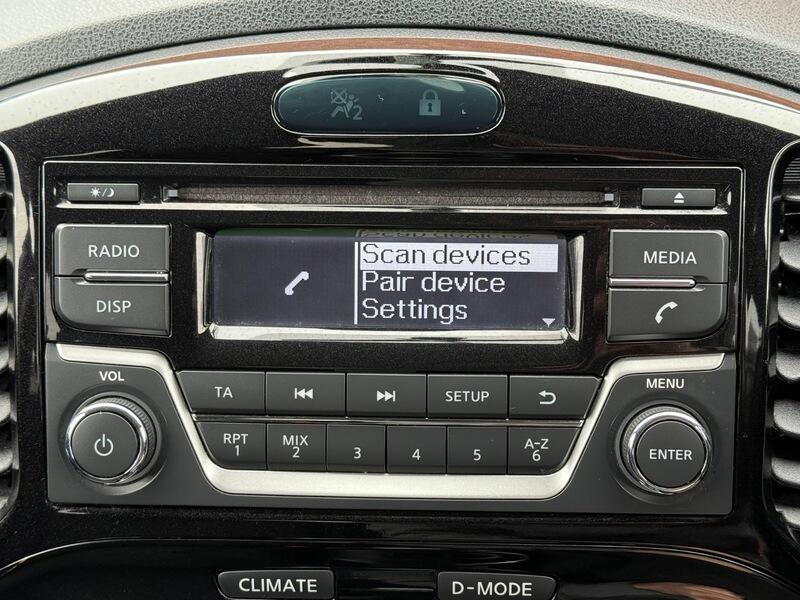 2
RADIO
DISP
Scan devices
Pair device
Settings
MEDIA
VOL
TA
SETUP
MENU
RPT
1
MIX
2
3
4
5
A-Z
6
ENTER
CLIMATE
D-MODE